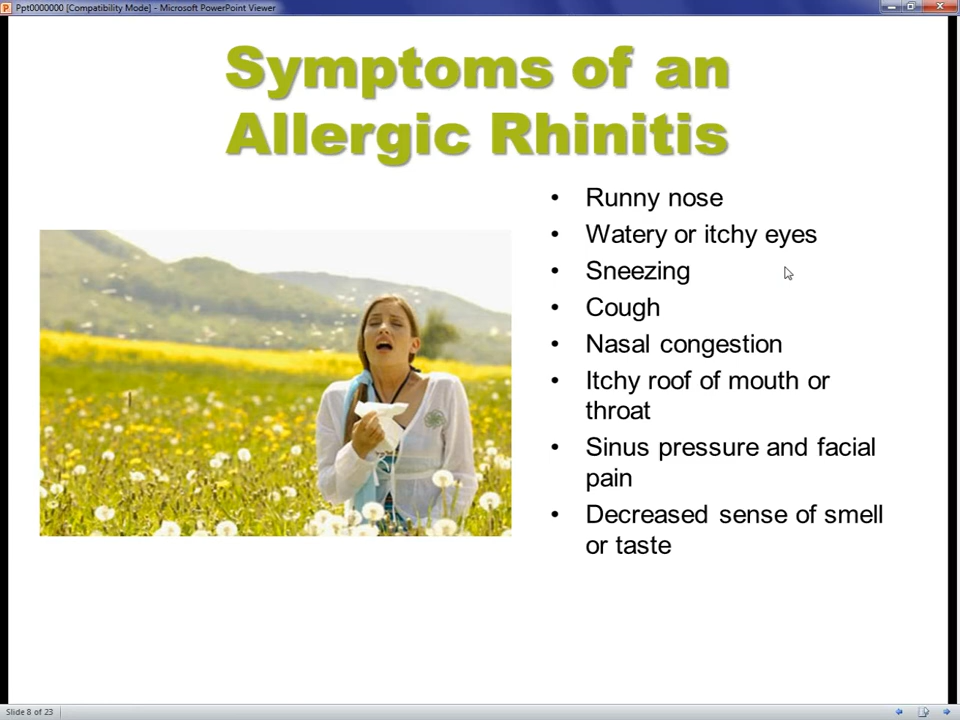 Ppt0000000 [Compatibility Mode] - Microsoft PowerPoint Viewer
Symptoms of an
Allergic Rhinitis
• Runny nose
• Watery or itchy eyes
• Sneezing
• Cough
• Nasal congestion
• Itchy roof of mouth or
throat
• Sinus pressure and facial
pain
• Decreased sense of smell
or taste
Slide 8 of 23